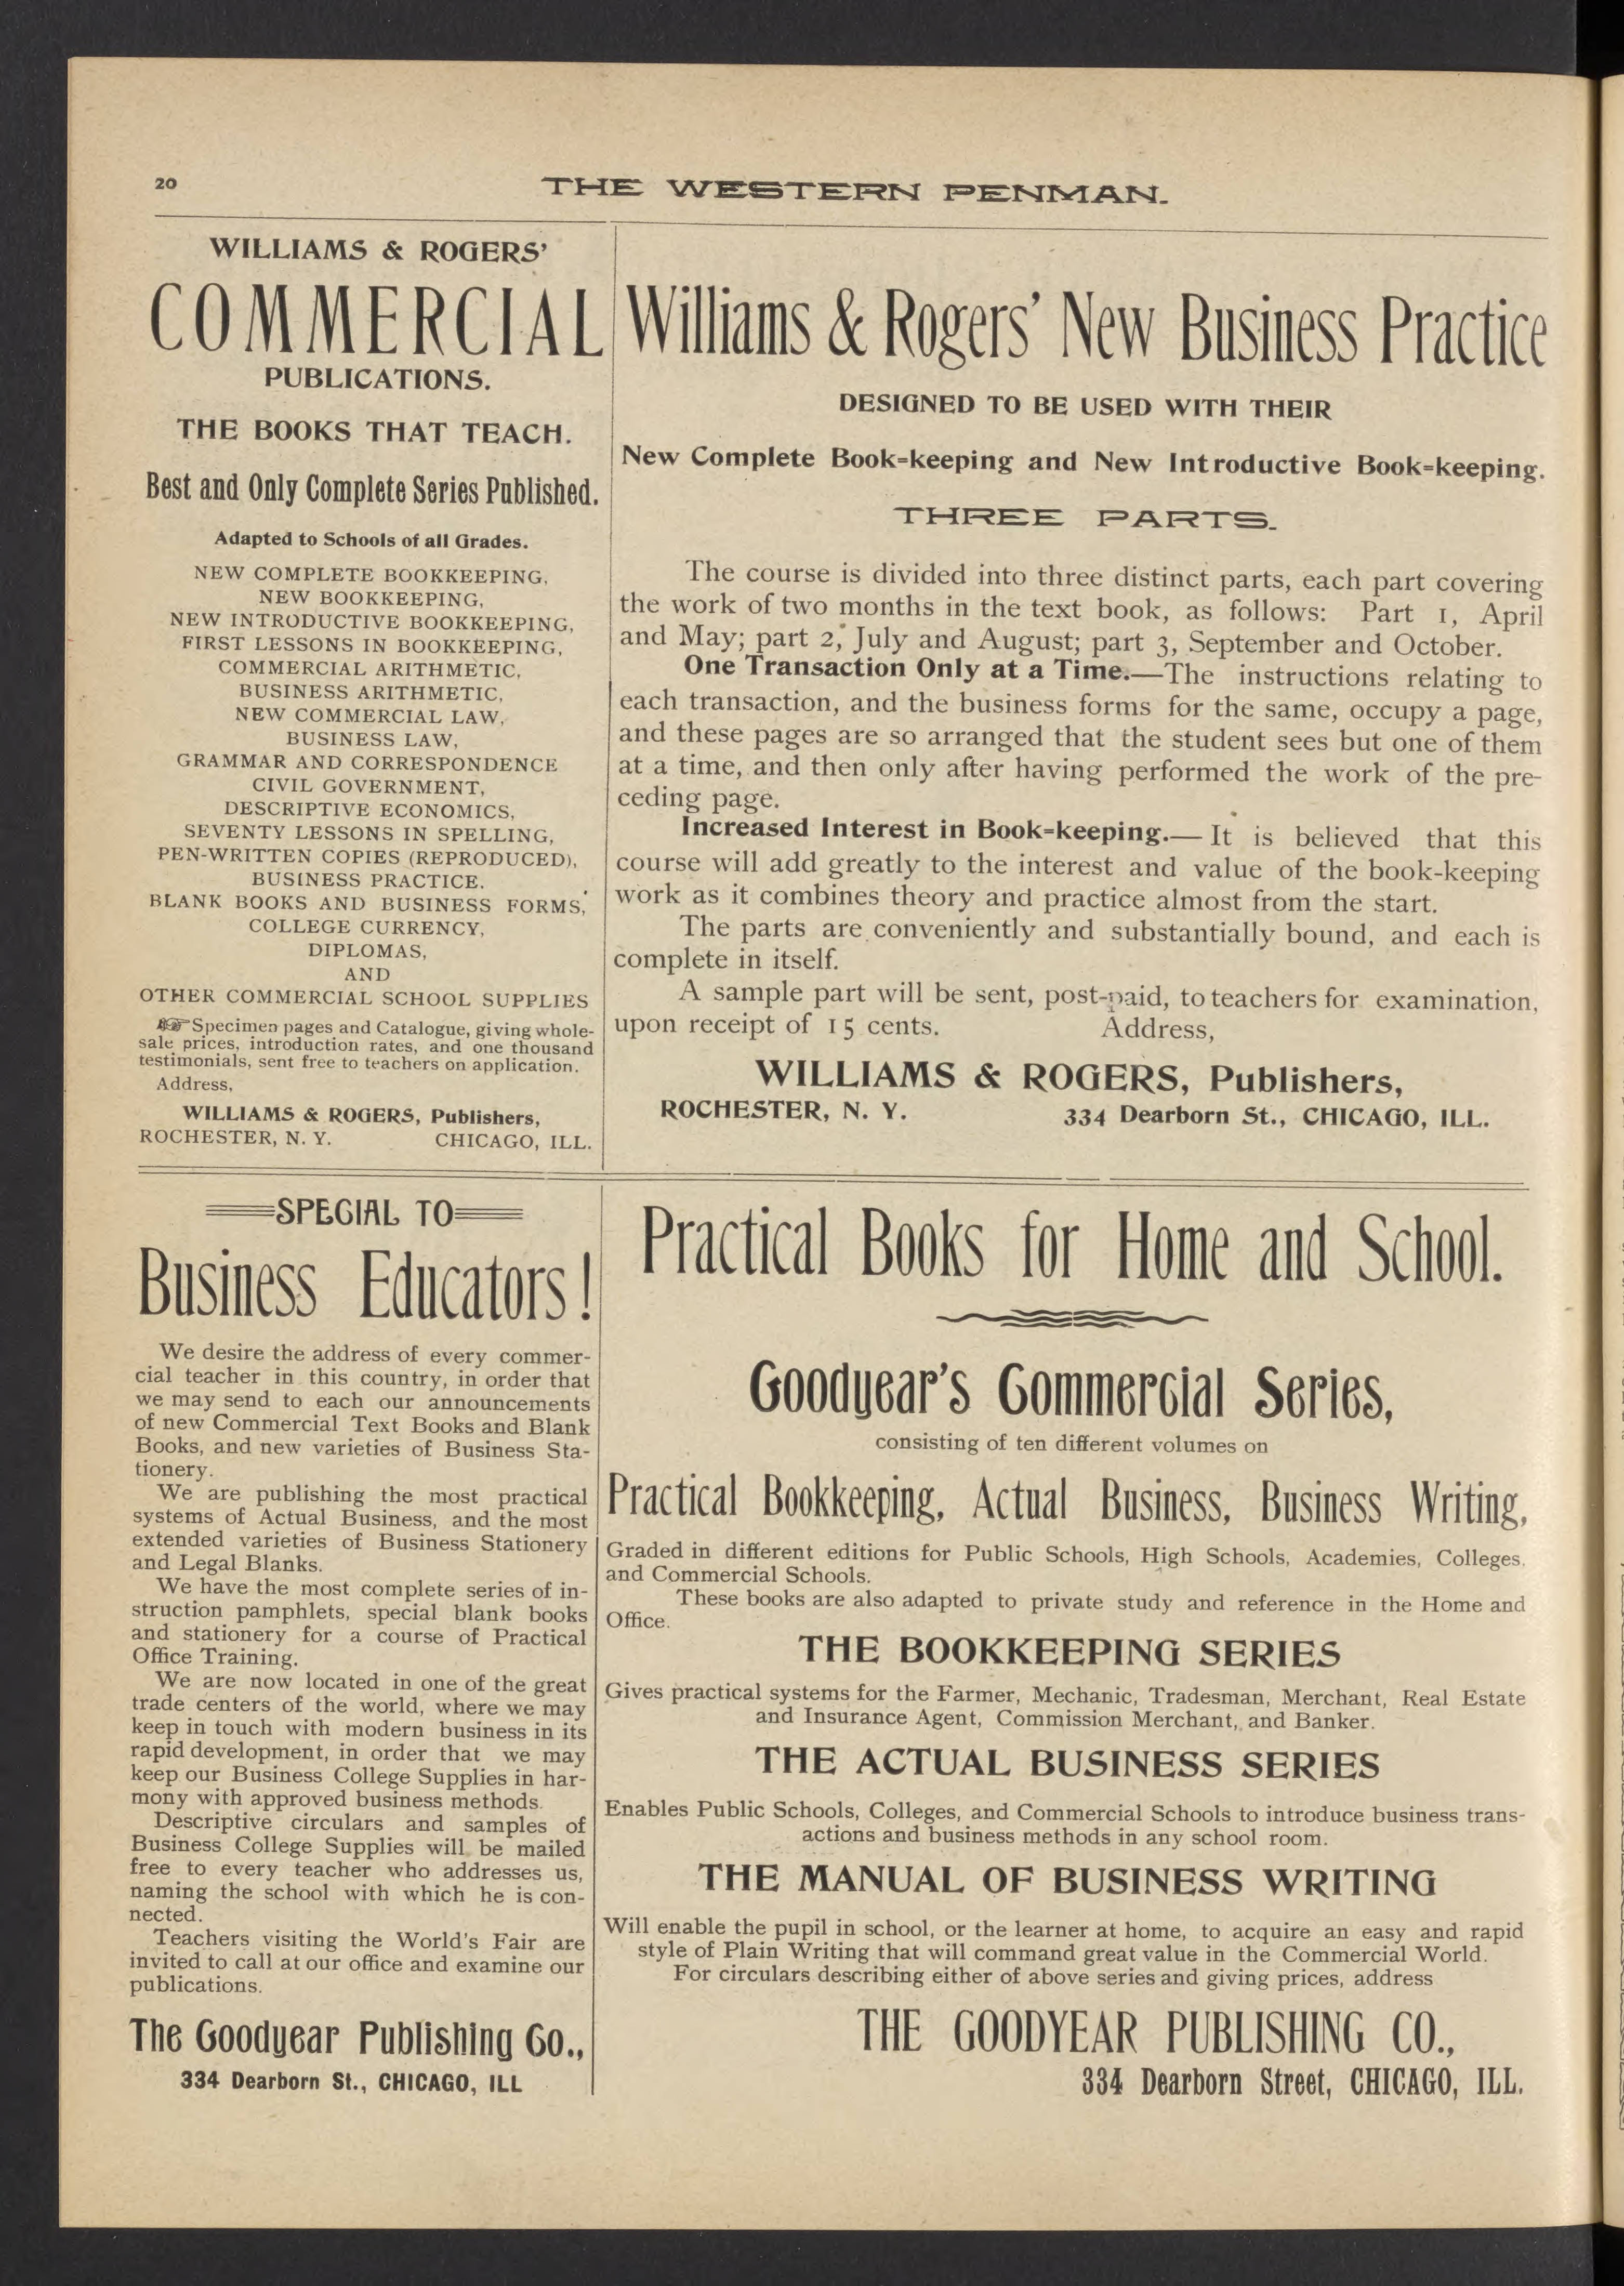 20
THE WESTERN PENMAN.
WILLIAMS & ROGERS'
COMMERCIAL
PUBLICATIONS.
THE BOOKS THAT TEACH.
Best and Only Complete Series Published.
Adapted to Schools of all Grades.
NEW COMPLETE BOOKKEEPING,
NEW BOOKKEEPING,
NEW INTRODUCTIVE BOOKKEEPING,
FIRST LESSONS IN BOOKKEEPING,
COMMERCIAL ARITHMETIC,
BUSINESS ARITHMETIC,
NEW COMMERCIAL LAW,
BUSINESS LAW,
GRAMMAR AND CORRESPONDENCE
CIVIL GOVERNMENT,
DESCRIPTIVE ECONOMICS,
SEVENTY LESSONS IN SPELLING,
PEN-WRITTEN COPIES (REPRODUCED),
BUSINESS PRACTICE.
BLANK BOOKS AND BUSINESS FORMS,
COLLEGE CURRENCY,
DIPLOMAS,
AND
OTHER COMMERCIAL SCHOOL SUPPLIES
☞Specimen pages and Catalogue, giving whole-
sale prices, introduction rates, and one thousand
testimonials, sent free to teachers on application.
Address,
WILLIAMS & ROGERS, Publishers,
ROCHESTER, N. Y. CHICAGO, ILL.
Williams & Rogers' New Business Practice
DESIGNED TO BE USED WITH THEIR
New Complete Book=keeping and New Introductive Book=keeping.
THREE PARTS.
The course is divided into three distinct parts, each part covering
the work of two months in the text book, as follows: Part 1, April
and May; part 2, July and August; part 3, September and October.
One Transaction Only at a Time.—The instructions relating to
each transaction, and the business forms for the same, occupy a page,
and these pages are so arranged that the student sees but one of them
at a time, and then only after having performed the work of the pre-
ceding page.
Increased Interest in Book=keeping.— It is believed that this
course will add greatly to the interest and value of the book-keeping
work as it combines theory and practice almost from the start.
The parts are conveniently and substantially bound, and each is
complete in itself.
A sample part will be sent, post-paid, to teachers for examination,
upon receipt of 15 cents. Address,
WILLIAMS & ROGERS, Publishers,
ROCHESTER, N. Y. 334 Dearborn St., CHICAGO, ILL.
SPECIAL TO
Business Educators!
We desire the address of every commer-
cial teacher in this country, in order that
we may send to each our announcements
of new Commercial Text Books and Blank
Books, and new varieties of Business Sta-
tionery.
We are publishing the most practical
systems of Actual Business, and the most
extended varieties of Business Stationery
and Legal Blanks.
We have the most complete series of in-
struction pamphlets, special blank books
and stationery for a course of Practical
Office Training.
We are now located in one of the great
trade centers of the world, where we may
keep in touch with modern business in its
rapid development, in order that we may
keep our Business College Supplies in har-
mony with approved business methods.
Descriptive circulars and samples of
Business College Supplies will be mailed
free to every teacher who addresses us,
naming the school with which he is con-
nected.
Teachers visiting the World's Fair are
invited to call at our office and examine our
publications.
The Goodyear Publishing Co.,
334 Dearborn St., CHICAGO, ILL
Practical Books for Home and School.
Goodyear's Commercial Series,
consisting of ten different volumes on
Practical Bookkeeping, Actual Business, Business Writing,
Graded in different editions for Public Schools, High Schools, Academies, Colleges,
and Commercial Schools.
These books are also adapted to private study and reference in the Home and
Office.
THE BOOKKEEPING SERIES
Gives practical systems for the Farmer, Mechanic, Tradesman, Merchant, Real Estate
and Insurance Agent, Commission Merchant, and Banker.
THE ACTUAL BUSINESS SERIES
Enables Public Schools, Colleges, and Commercial Schools to introduce business trans-
actions and business methods in any school room.
THE MANUAL OF BUSINESS WRITING
Will enable the pupil in school, or the learner at home, to acquire an easy and rapid
style of Plain Writing that will command great value in the Commercial World.
For circulars describing either of above series and giving prices, address
THE GOODYEAR PUBLISHING CO.,
334 Dearborn Street, CHICAGO, ILL.